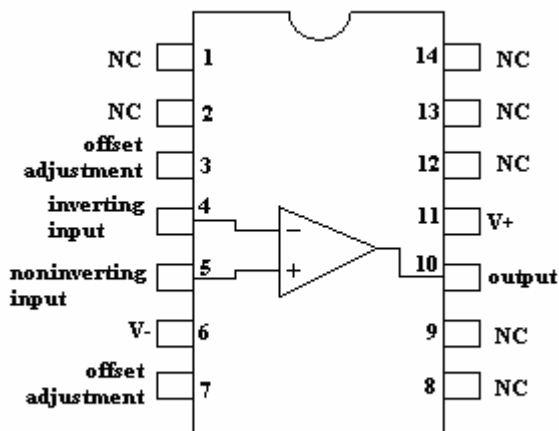 NC 1 14 NC
NC 2 13 NC
offset
adjustment 3 12 NC
inverting
input 4 − 11 V+
noninverting
input 5 + 10 output
V- 6 9 NC
offset
adjustment 7 8 NC